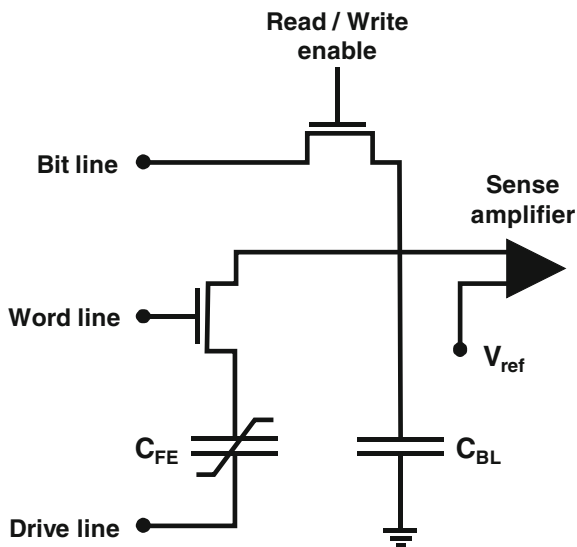 Read / Write
enable
Bit line
Sense
amplifier
Word line
V_ref
C_FE
C_BL
Drive line